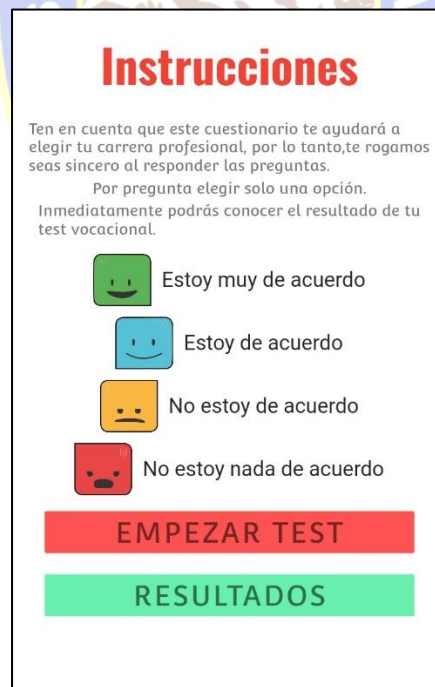 Instrucciones
Ten en cuenta que este cuestionario te ayudará a
elegir tu carrera profesional, por lo tanto,te rogamos
seas sincero al responder las preguntas.
Por pregunta elegir solo una opción.
Inmediatamente podrás conocer el resultado de tu
test vocacional.
Estoy muy de acuerdo
Estoy de acuerdo
No estoy de acuerdo
No estoy nada de acuerdo
EMPEZAR TEST
RESULTADOS